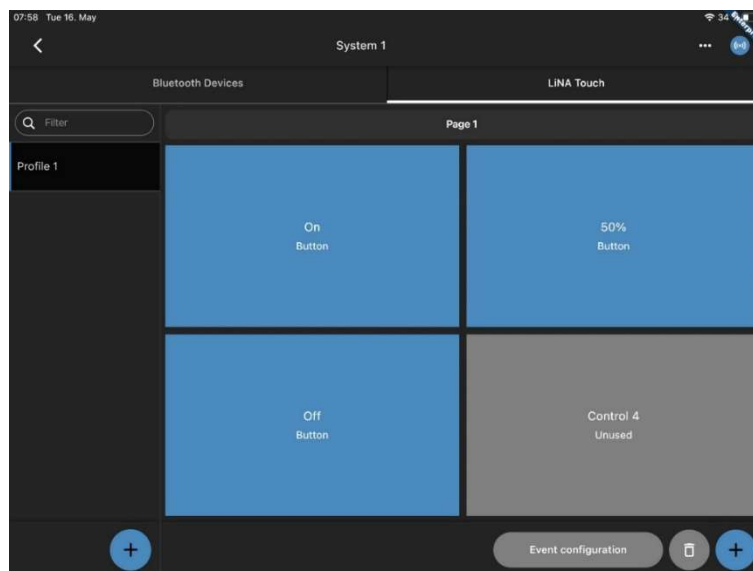 07:58 Tue 16. May
34
System 1
Bluetooth Devices
LiNA Touch
Filter
Page 1
Profile 1
On
Button
50%
Button
Off
Button
Control 4
Unused
Event configuration